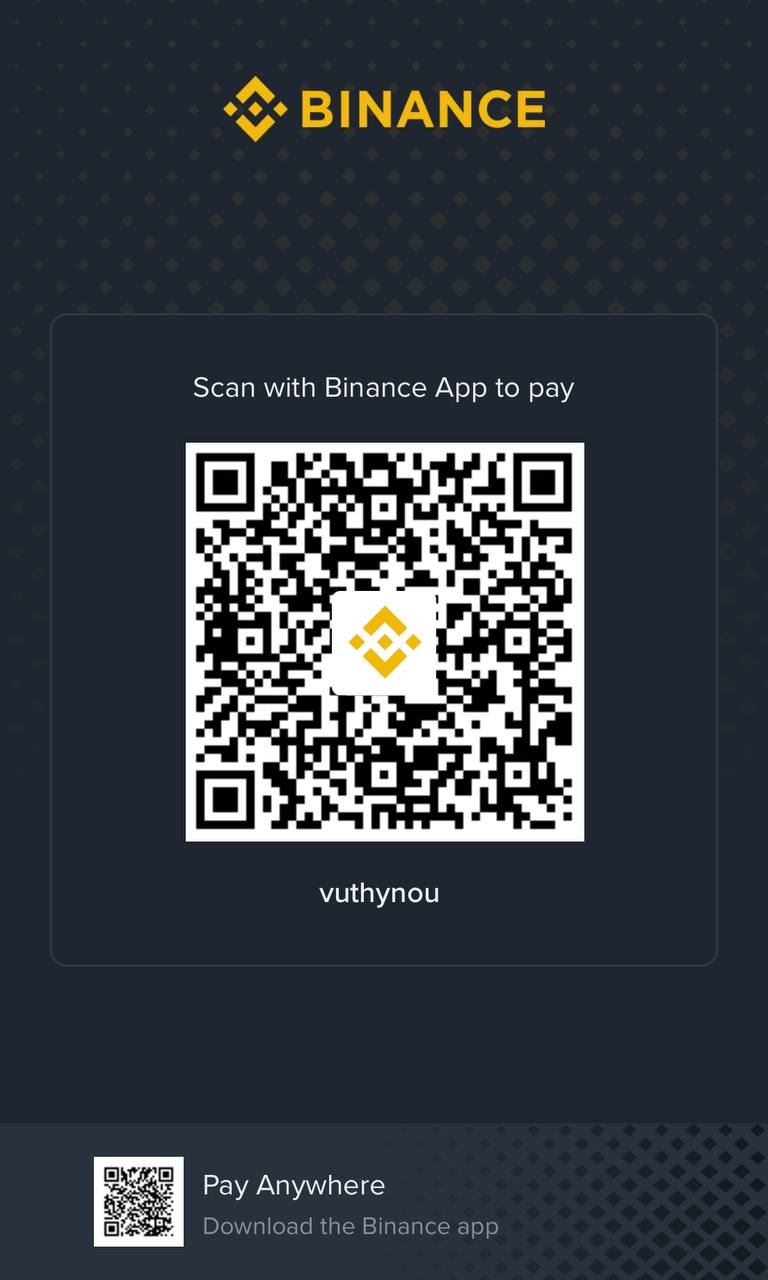 BINANCE
Scan with Binance App to pay
vuthynou
Pay Anywhere
Download the Binance app